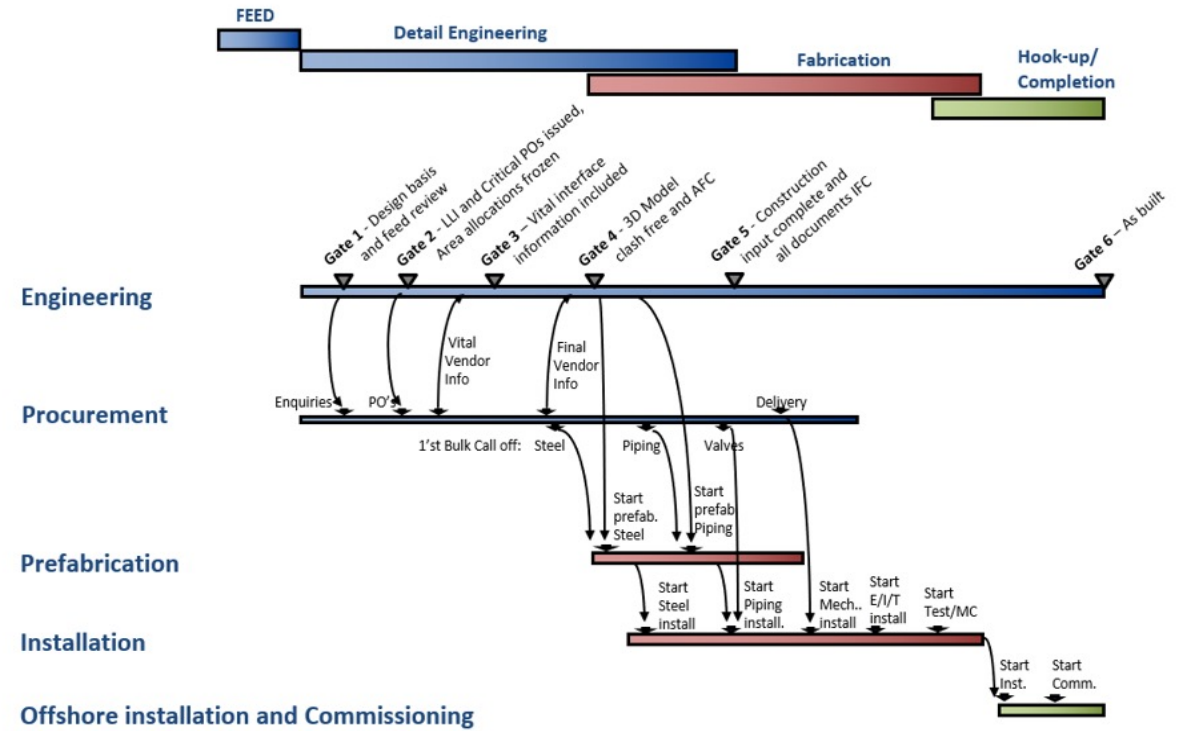 FEED
Detail Engineering
Fabrication
Hook-up/
Completion
Gate 1 - Design basis
and feed review
Gate 2 - LLI and Critical POs issued,
Area allocations frozen
Gate 3 – Vital interface
information included
Gate 4 - 3D Model
clash free and AFC
Gate 5 - Construction
input complete and
all documents IFC
Gate 6 – As built
Engineering
Vital
Vendor
Info
Final
Vendor
Info
Enquiries
PO's
Delivery
Procurement
1'st Bulk Call off:
Steel
Piping
Valves
Start
prefab.
Steel
Start
prefab
Piping
Prefabrication
Start
Steel
install
Start
Piping
install.
Start
Mech..
install
Start
E/I/T
install
Start
Test/MC
Installation
Start
Inst.
Start
Comm.
Offshore installation and Commissioning